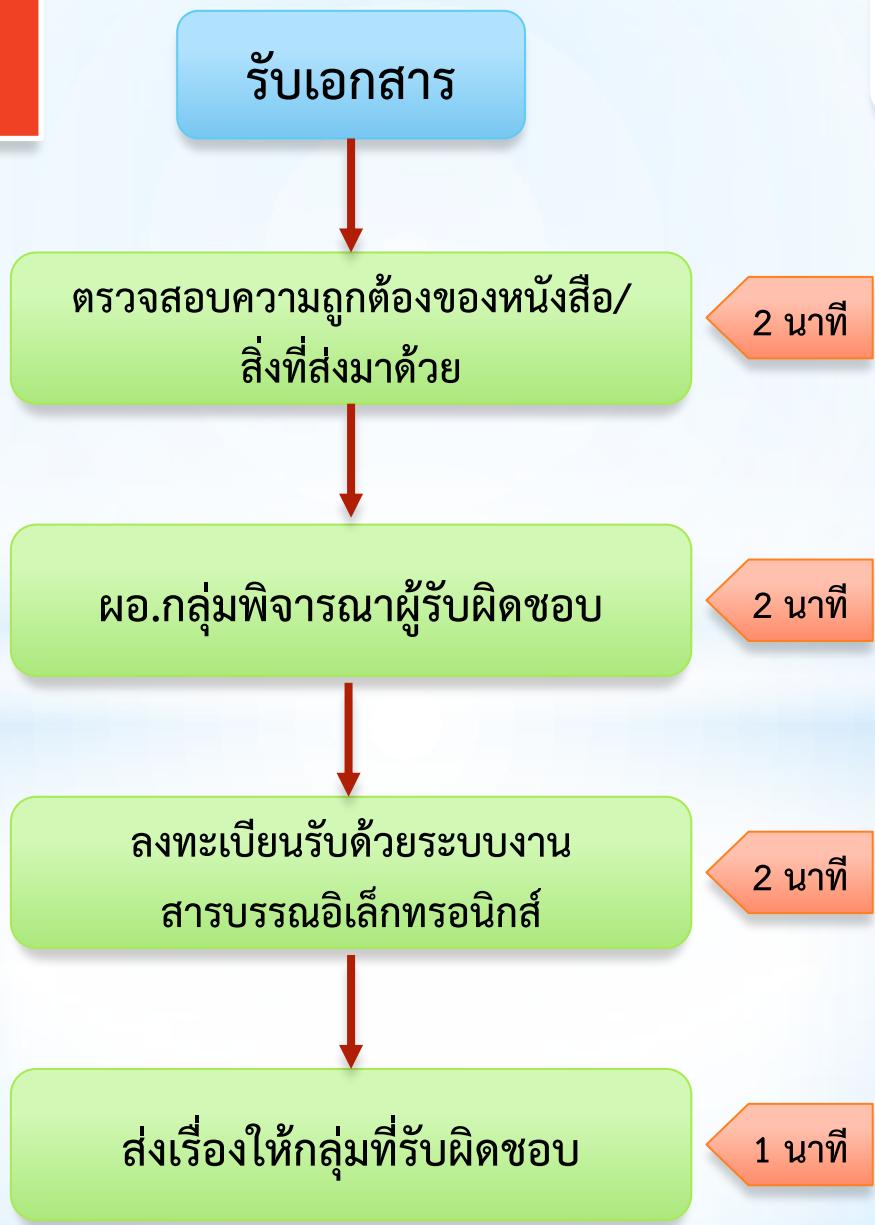 รับเอกสาร
ตรวจสอบความถูกต้องของหนังสือ/
สิ่งที่ส่งมาด้วย
2 นาที
ผอ.กลุ่มพิจารณาผู้รับผิดชอบ
2 นาที
ลงทะเบียนรับด้วยระบบงาน
สารบรรณอิเล็กทรอนิกส์
2 นาที
ส่งเรื่องให้กลุ่มที่รับผิดชอบ
1 นาที